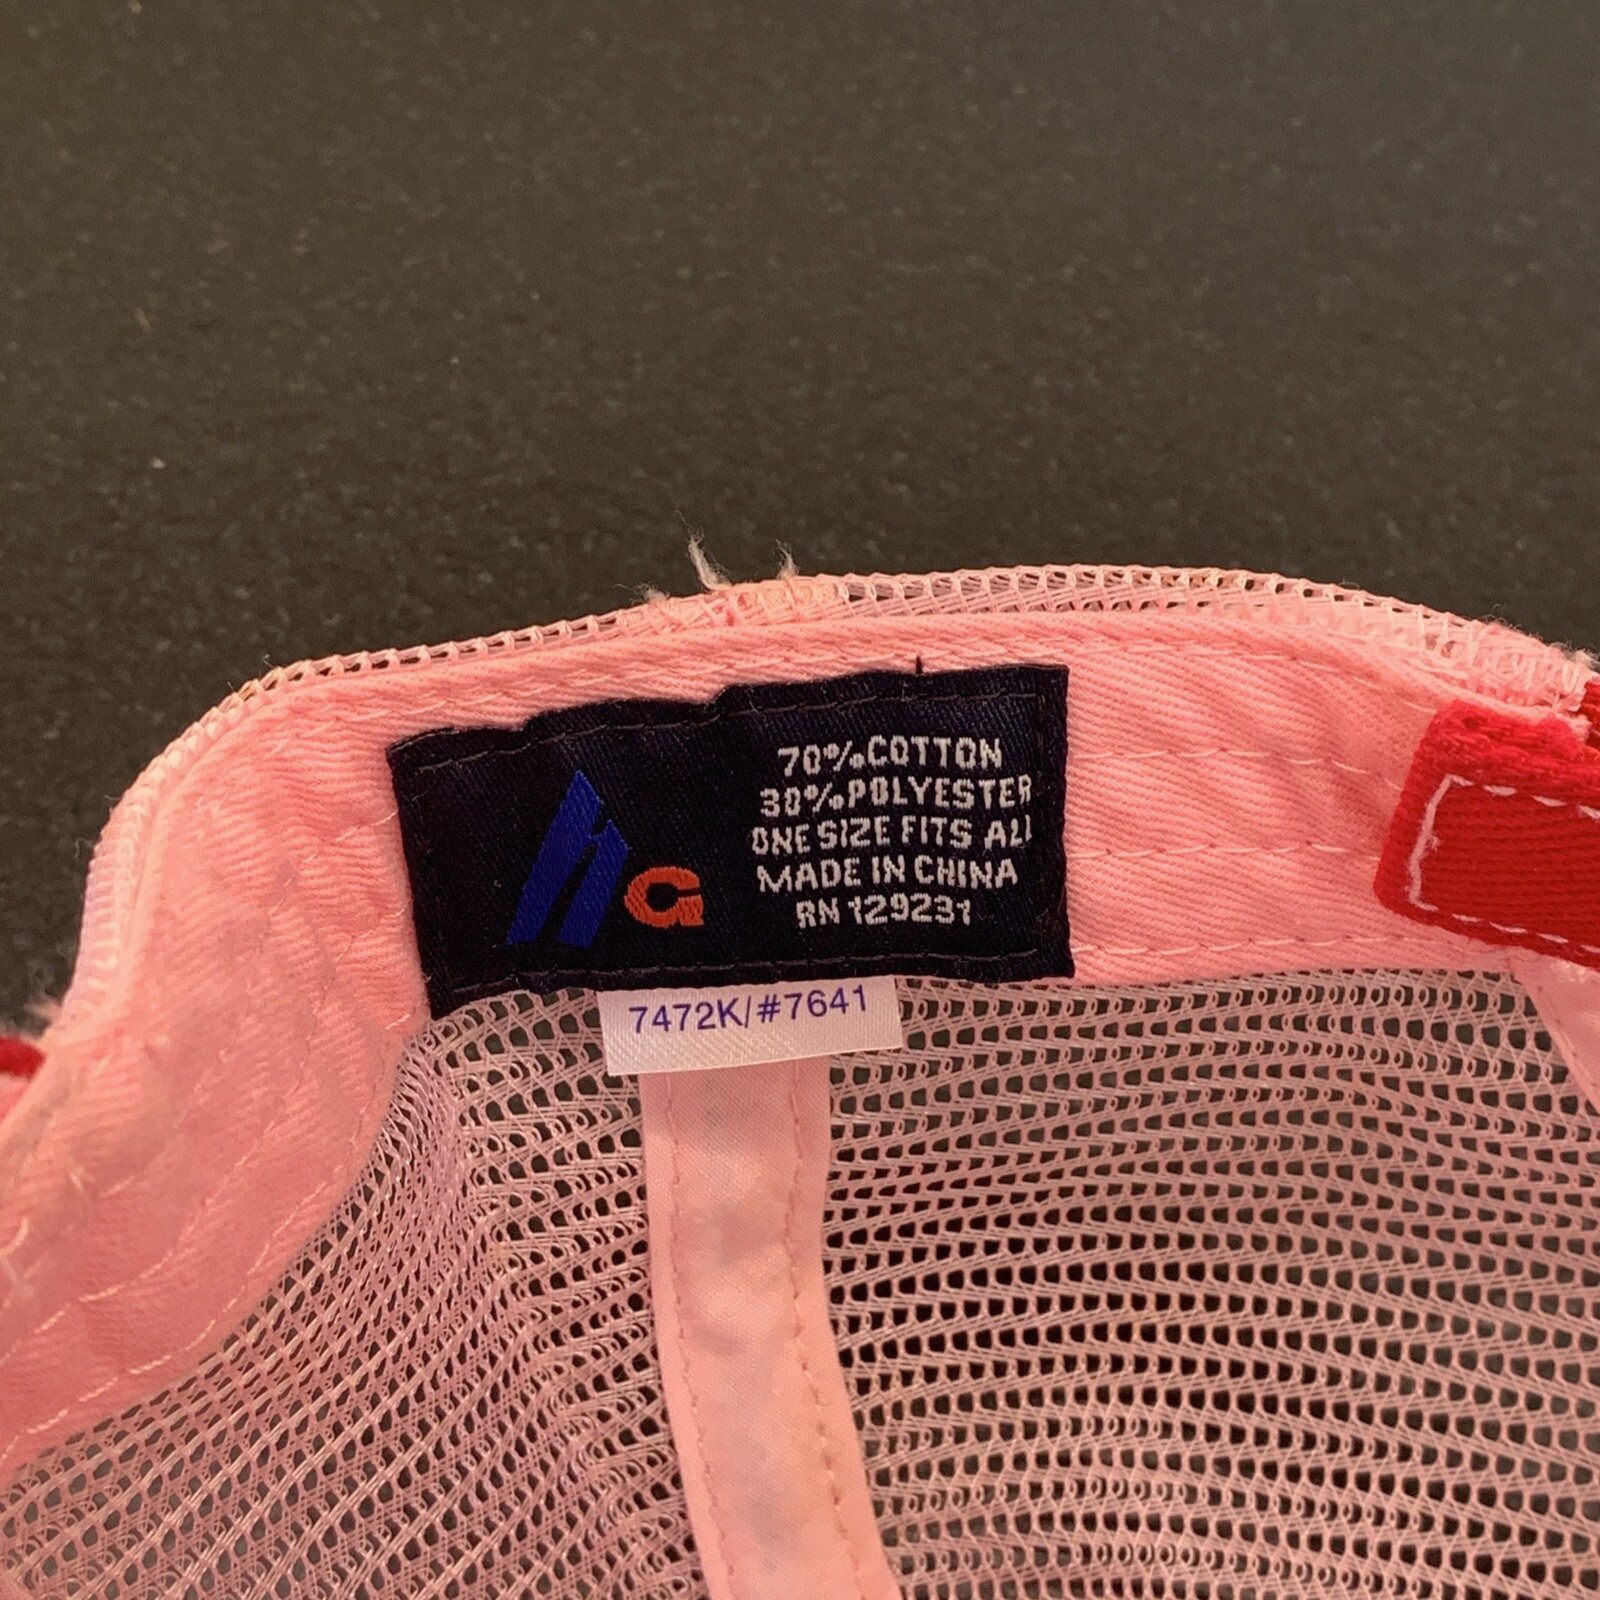 70% COTTON
30% POLYESTER
ONE SIZE FITS ALL
MADE IN CHINA
RN 129231
G
7472K/#7641